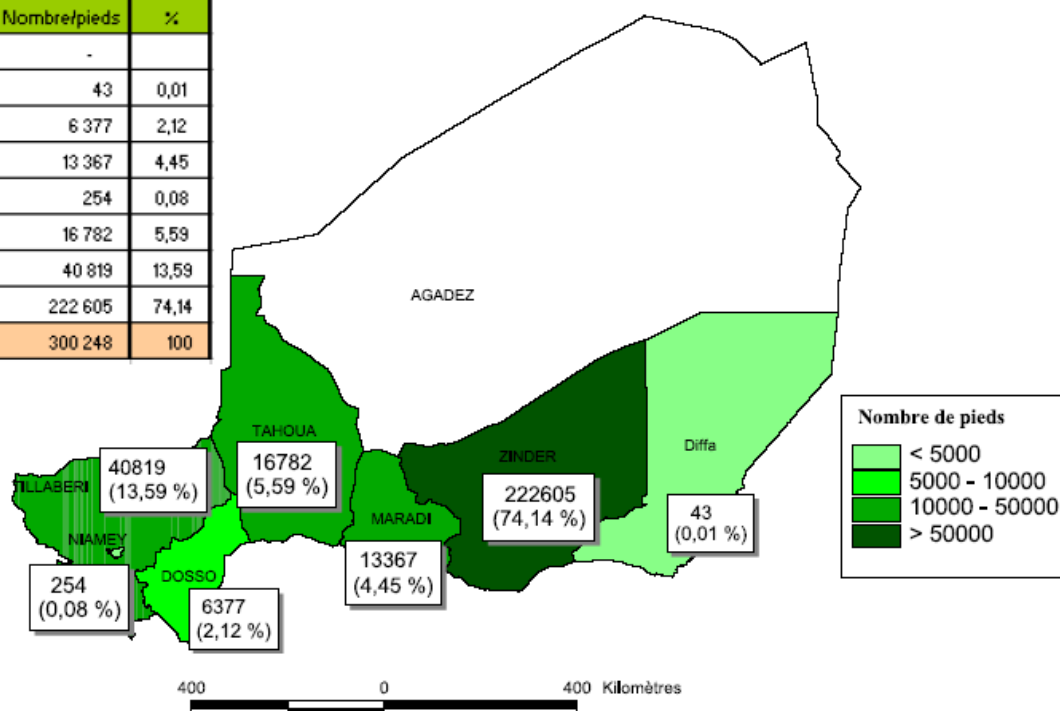 Nombre/pieds %
-
43 0,01
6 377 2,12
13 367 4,45
254 0,08
16 782 5,59
40 819 13,59
222 605 74,14
300 248 100
AGADEZ
TAHOUA
16782
(5,59 %)
40819
(13,59 %)
TILLABERI
NIAMEY
254
(0,08 %)
DOSSO
6377
(2,12 %)
MARADI
13367
(4,45 %)
ZINDER
222605
(74,14 %)
Diffa
43
(0,01 %)
Nombre de pieds
< 5000
5000 - 10000
10000 - 50000
> 50000
400 0 400 Kilomètres